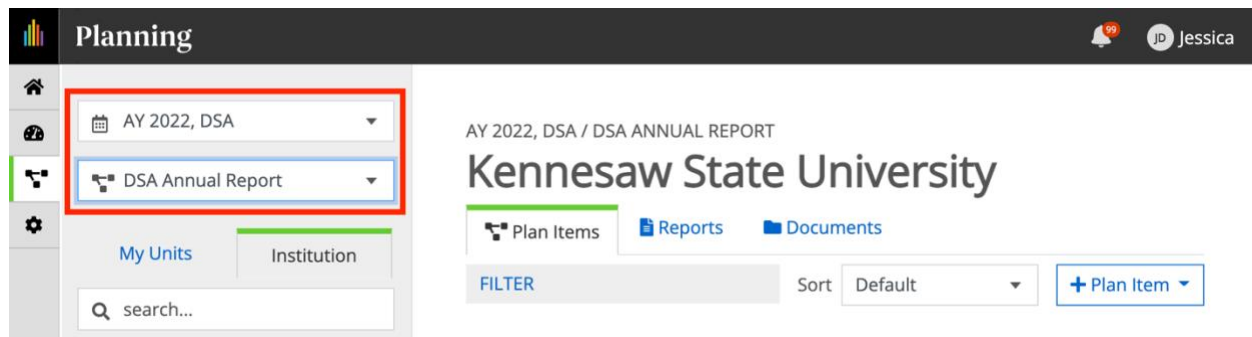 Planning
99
JD Jessica
AY 2022, DSA
DSA Annual Report
My Units Institution
search...
AY 2022, DSA / DSA ANNUAL REPORT
Kennesaw State University
Plan Items Reports Documents
FILTER Sort Default + Plan Item